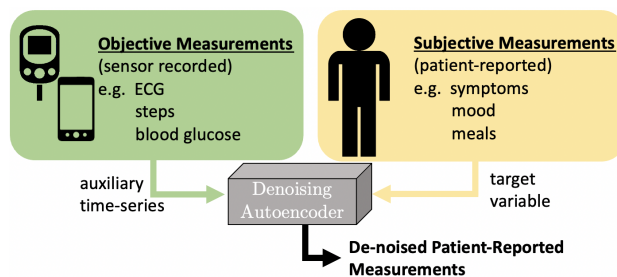 Objective Measurements
(sensor recorded)
e.g. ECG
steps
blood glucose
Subjective Measurements
(patient-reported)
e.g. symptoms
mood
meals
auxiliary
time-series
Denoising
Autoencoder
target
variable
De-noised Patient-Reported
Measurements